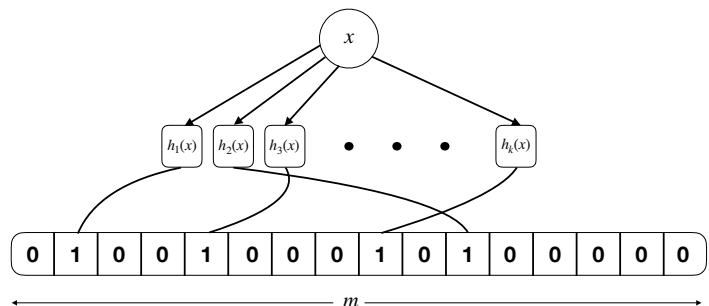 x
h₁(x) h₂(x) h₃(x) • • • hₖ(x)
0 1 0 0 1 0 0 0 1 0 1 0 0 0 0 0
m